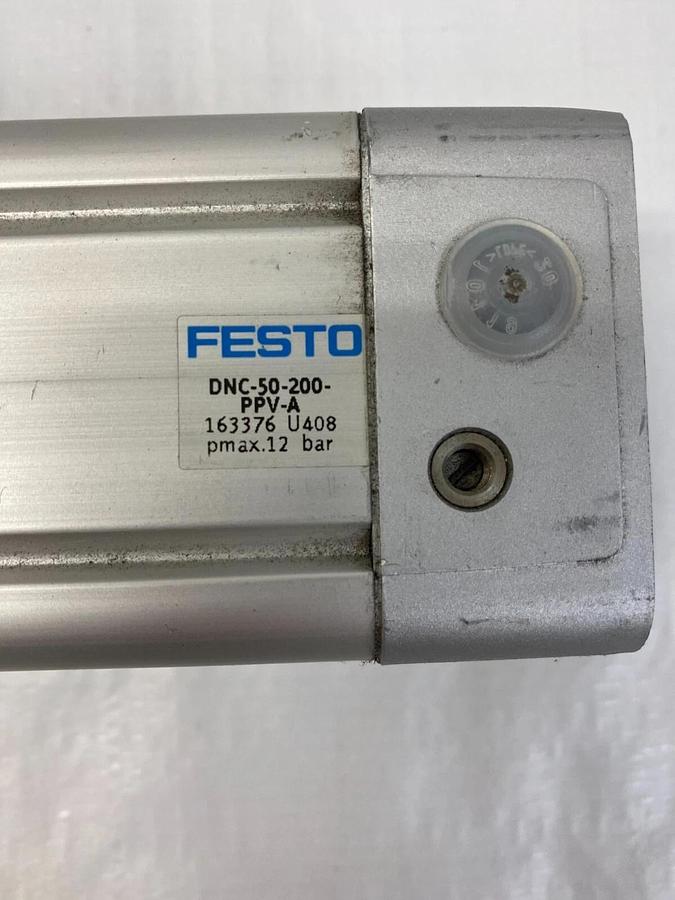 FESTO
DNC-50-200-
PPV-A
163376 U408
pmax.12 bar